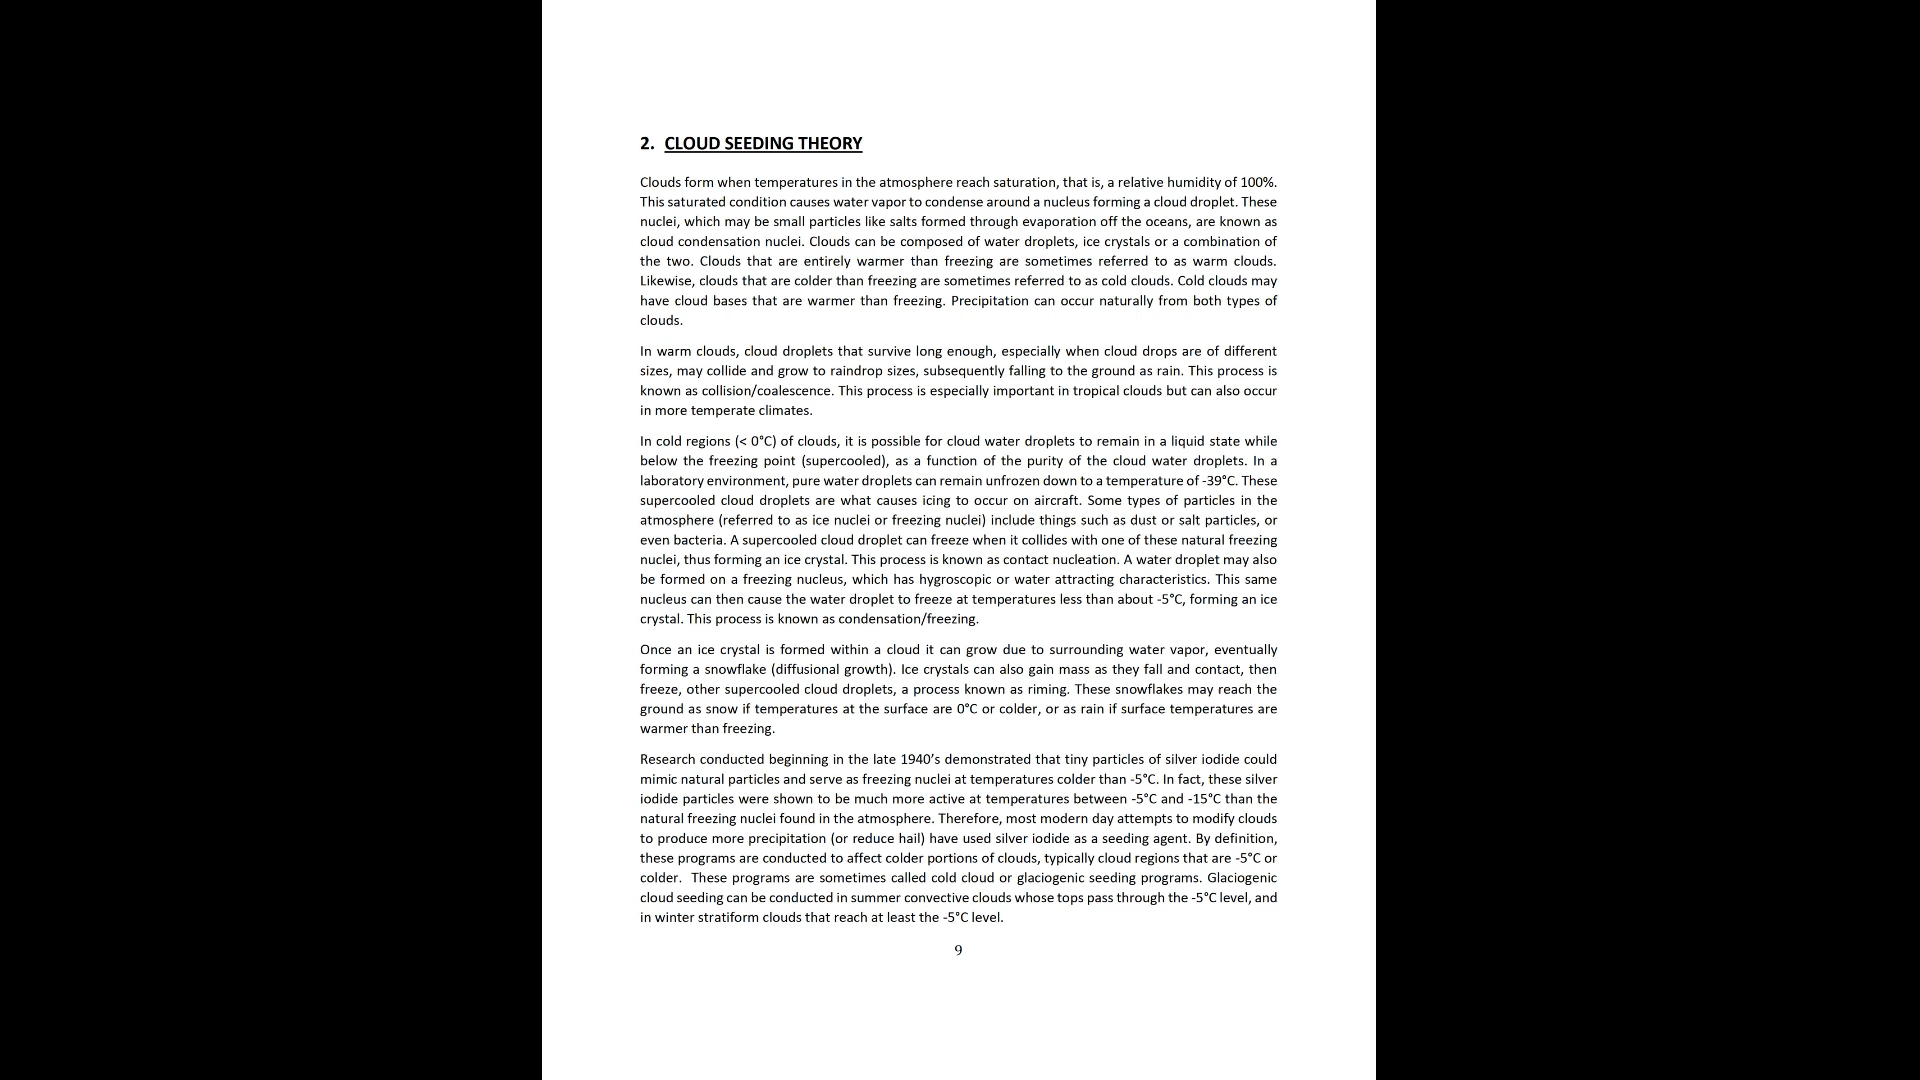 2. CLOUD SEEDING THEORY
Clouds form when temperatures in the atmosphere reach saturation, that is, a relative humidity of 100%.
This saturated condition causes water vapor to condense around a nucleus forming a cloud droplet. These
nuclei, which may be small particles like salts formed through evaporation off the oceans, are known as
cloud condensation nuclei. Clouds can be composed of water droplets, ice crystals or a combination of
the two. Clouds that are entirely warmer than freezing are sometimes referred to as warm clouds.
Likewise, clouds that are colder than freezing are sometimes referred to as cold clouds. Cold clouds may
have cloud bases that are warmer than freezing. Precipitation can occur naturally from both types of
clouds.
In warm clouds, cloud droplets that survive long enough, especially when cloud drops are of different
sizes, may collide and grow to raindrop sizes, subsequently falling to the ground as rain. This process is
known as collision/coalescence. This process is especially important in tropical clouds but can also occur
in more temperate climates.
In cold regions (< 0°C) of clouds, it is possible for cloud water droplets to remain in a liquid state while
below the freezing point (supercooled), as a function of the purity of the cloud water droplets. In a
laboratory environment, pure water droplets can remain unfrozen down to a temperature of -39°C. These
supercooled cloud droplets are what causes icing to occur on aircraft. Some types of particles in the
atmosphere (referred to as ice nuclei or freezing nuclei) include things such as dust or salt particles, or
even bacteria. A supercooled cloud droplet can freeze when it collides with one of these natural freezing
nuclei, thus forming an ice crystal. This process is known as contact nucleation. A water droplet may also
be formed on a freezing nucleus, which has hygroscopic or water attracting characteristics. This same
nucleus can then cause the water droplet to freeze at temperatures less than about -5°C, forming an ice
crystal. This process is known as condensation/freezing.
Once an ice crystal is formed within a cloud it can grow due to surrounding water vapor, eventually
forming a snowflake (diffusional growth). Ice crystals can also gain mass as they fall and contact, then
freeze, other supercooled cloud droplets, a process known as riming. These snowflakes may reach the
ground as snow if temperatures at the surface are 0°C or colder, or as rain if surface temperatures are
warmer than freezing.
Research conducted beginning in the late 1940’s demonstrated that tiny particles of silver iodide could
mimic natural particles and serve as freezing nuclei at temperatures colder than -5°C. In fact, these silver
iodide particles were shown to be much more active at temperatures between -5°C and -15°C than the
natural freezing nuclei found in the atmosphere. Therefore, most modern day attempts to modify clouds
to produce more precipitation (or reduce hail) have used silver iodide as a seeding agent. By definition,
these programs are conducted to affect colder portions of clouds, typically cloud regions that are -5°C or
colder.  These programs are sometimes called cold cloud or glaciogenic seeding programs. Glaciogenic
cloud seeding can be conducted in summer convective clouds whose tops pass through the -5°C level, and
in winter stratiform clouds that reach at least the -5°C level.
9